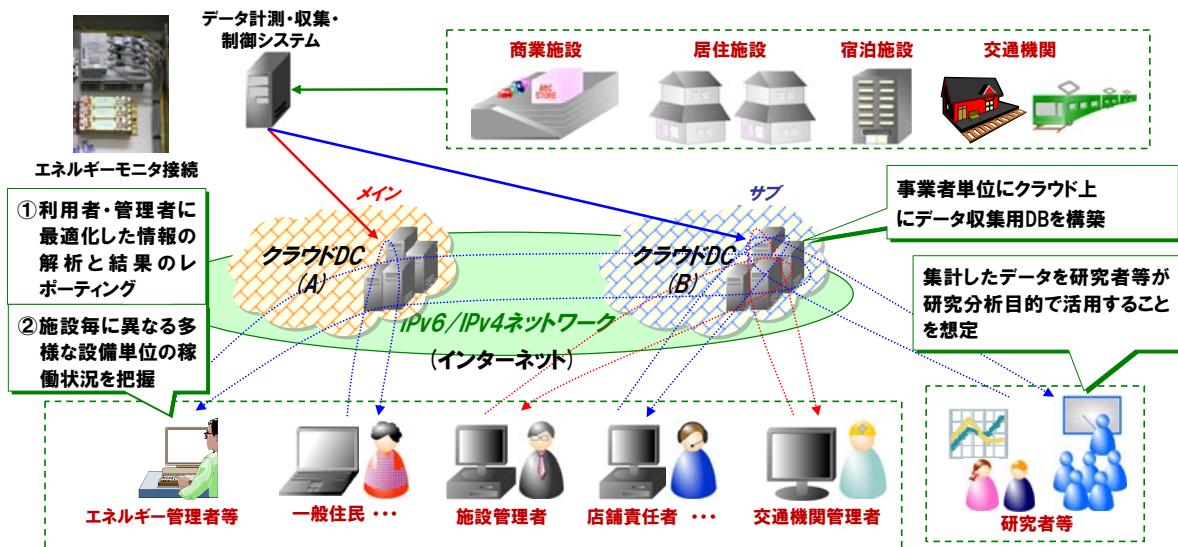 データ計測・収集・
制御システム
商業施設
居住施設
宿泊施設
交通機関
ABC
STORE
エネルギーモニタ接続
メイン
サブ
①利用者・管理者に
最適化した情報の
解析と結果のレ
ポーティング
②施設毎に異なる多
様な設備単位の稼
働状況を把握
クラウドDC
(A)
クラウドDC
(B)
事業者単位にクラウド上
にデータ収集用DBを構築
集計したデータを研究者等が
研究分析目的で活用すること
を想定
IPv6/IPv4ネットワーク
(インターネット)
エネルギー管理者等
一般住民・・・
施設管理者
店舗責任者 ・・・
交通機関管理者
研究者等